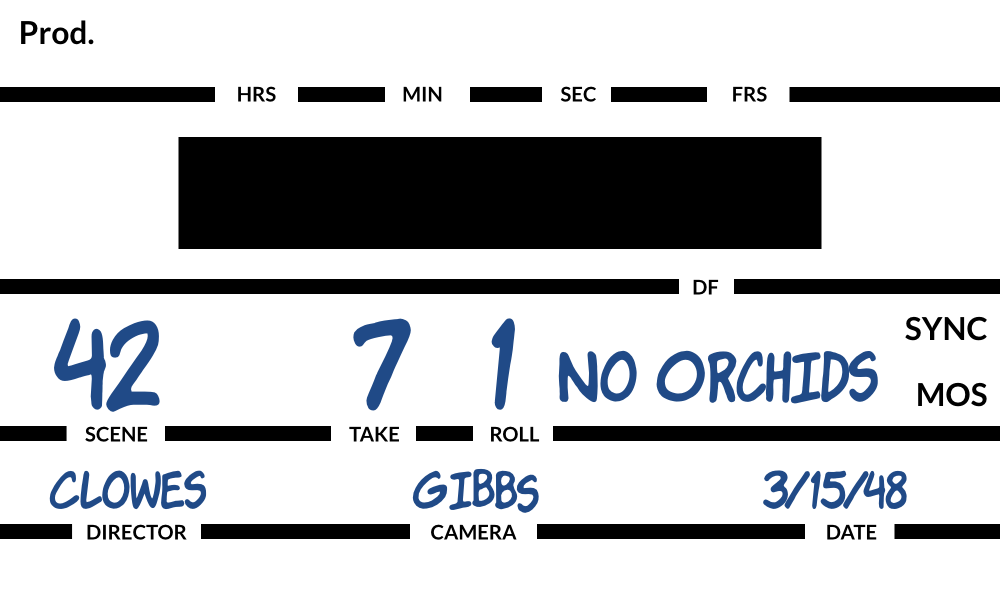 Prod.
HRS MIN SEC FRS
DF
42 7 1 NO ORCHIDS SYNC
MOS
SCENE TAKE ROLL
CLOWES GIBBS 3/15/48
DIRECTOR CAMERA DATE